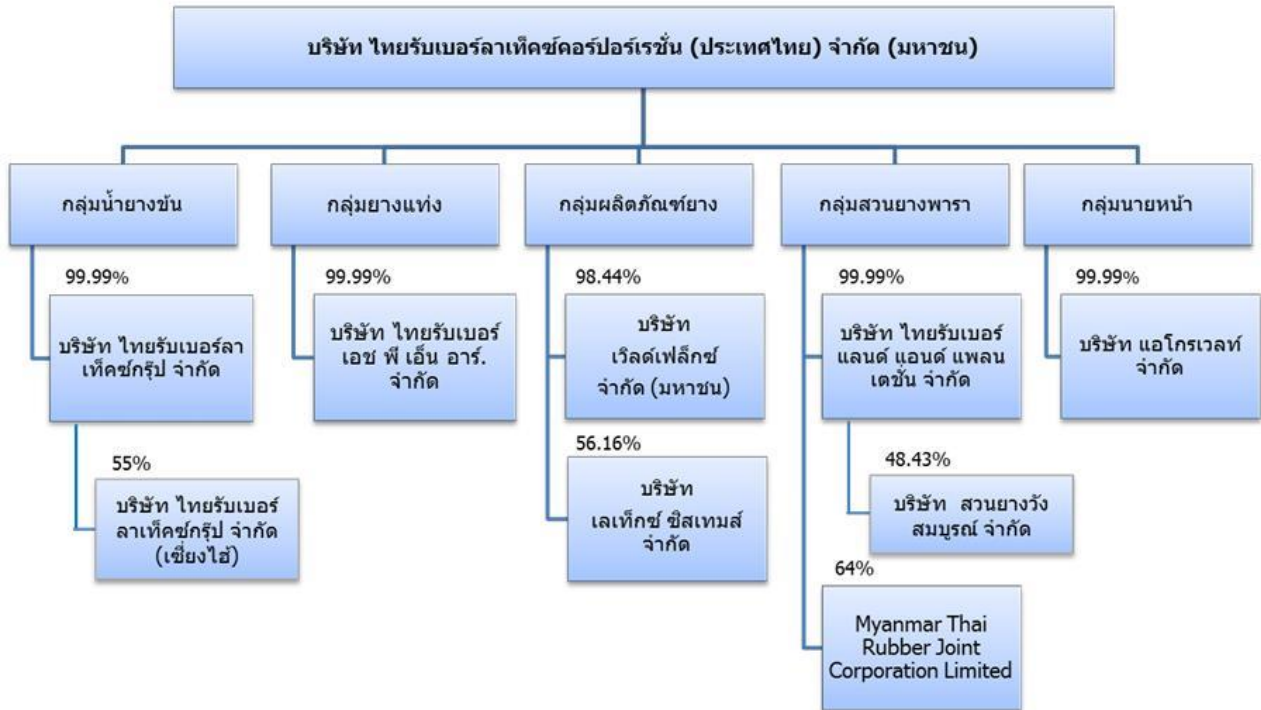 บริษัท ไทยรับเบอร์ลาเท็คซ์คอร์ปอร์เรชั่น (ประเทศไทย) จำกัด (มหาชน)
กลุ่มน้ำยางข้น
กลุ่มยางแท่ง
กลุ่มผลิตภัณฑ์ยาง
กลุ่มสวนยางพารา
กลุ่มนายหน้า
99.99%
บริษัท ไทยรับเบอร์ลา
เท็คซ์กรุ๊ป จำกัด
55%
บริษัท ไทยรับเบอร์
ลาเท็คซ์กรุ๊ป จำกัด
(เซี่ยงไฮ้)
99.99%
บริษัท ไทยรับเบอร์
เอช พี เอ็น อาร์.
จำกัด
98.44%
บริษัท
เวิลด์เฟล็กซ์
จำกัด (มหาชน)
56.16%
บริษัท
เลเท็กซ์ ซิสเทมส์
จำกัด
99.99%
บริษัท ไทยรับเบอร์
แลนด์ แอนด์ แพลน
เตชั่น จำกัด
48.43%
บริษัท สวนยางวัง
สมบูรณ์ จำกัด
64%
Myanmar Thai
Rubber Joint
Corporation Limited
99.99%
บริษัท แอโกรเวลท์
จำกัด